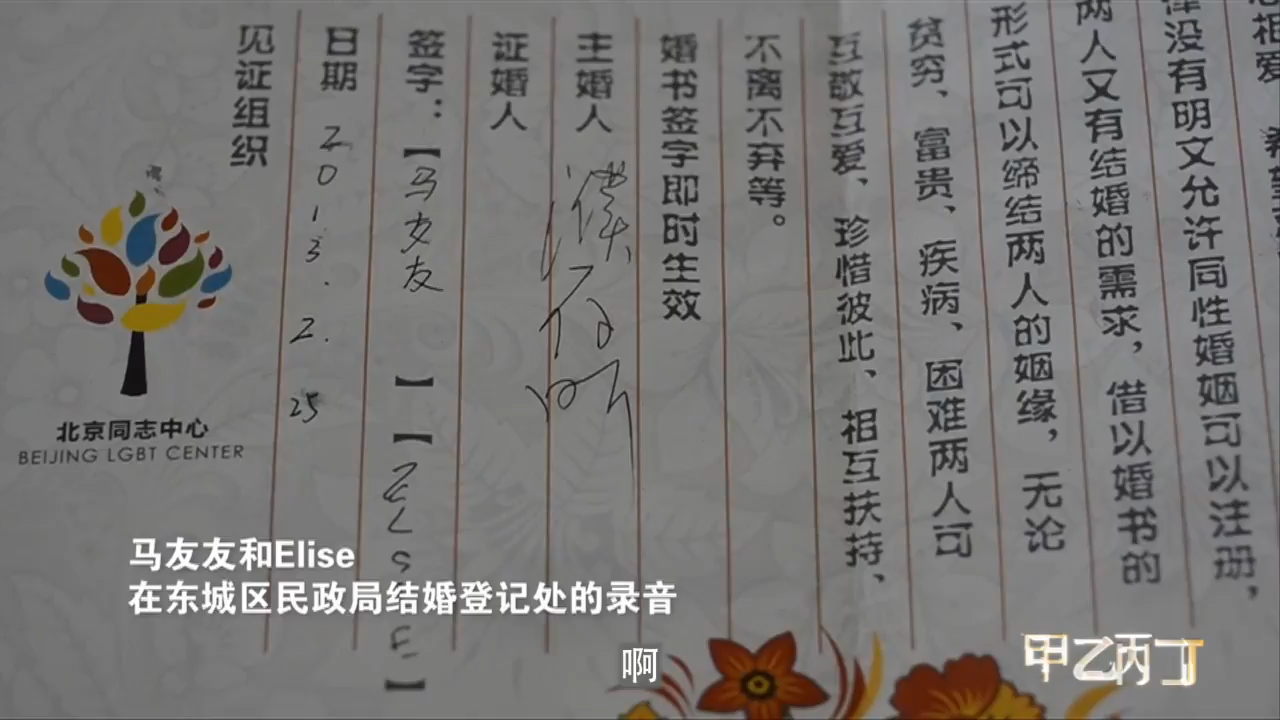 相爱
律没有明文允许同性婚姻可以注册，
两人又有结婚的需求，借以婚书的
形式可以缔结两人的姻缘，无论
贫穷、富贵、疾病、困难两人可
互敬互爱、珍惜彼此、相互扶持、
不离不弃等。
婚书签字即时生效
主婚人
证婚人
签字：【马友友】【ELSE】
日期 2013.2.25
见证组织
北京同志中心
BEIJING LGBT CENTER
马友友和Elise
在东城区民政局结婚登记处的录音
啊
甲乙丙丁